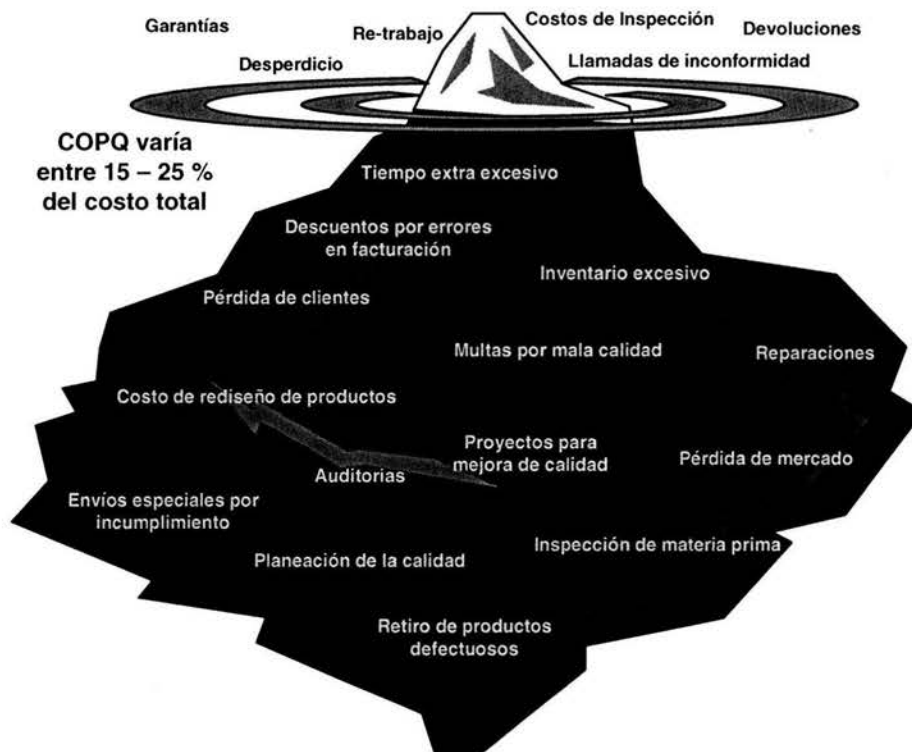 Garantías
Re-trabajo
Costos de Inspección
Devoluciones
Desperdicio
Llamadas de inconformidad
COPQ varía
entre 15 – 25 %
del costo total
Tiempo extra excesivo
Descuentos por errores
en facturación
Inventario excesivo
Pérdida de clientes
Multas por mala calidad
Reparaciones
Costo de rediseño de productos
Proyectos para
mejora de calidad
Pérdida de mercado
Auditorias
Envíos especiales por
incumplimiento
Inspección de materia prima
Planeación de la calidad
Retiro de productos
defectuosos